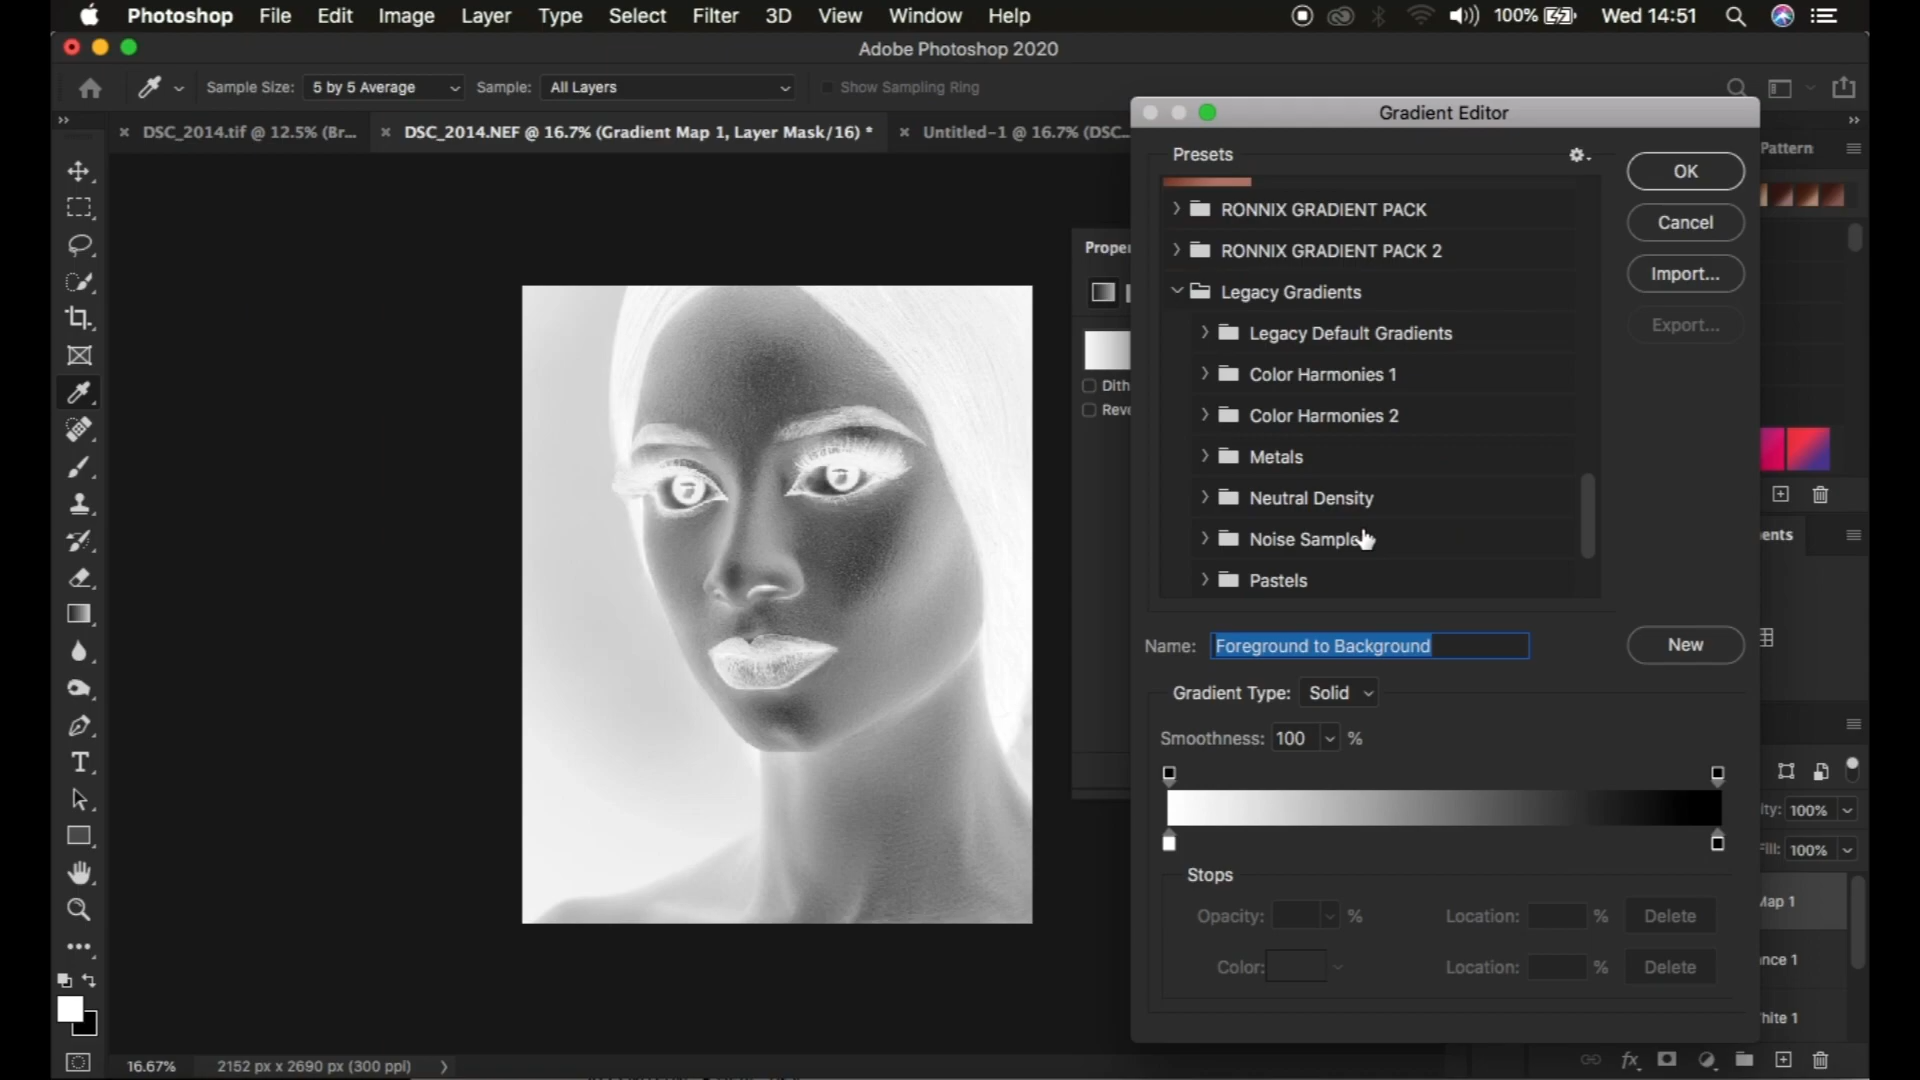 Photoshop File Edit Image Layer Type Select Filter 3D View Window Help 100% Wed 14:51
Adobe Photoshop 2020
Sample Size: 5 by 5 Average Sample: All Layers Show Sampling Ring
DSC_2014.tif @ 12.5% (Br... DSC_2014.NEF @ 16.7% (Gradient Map 1, Layer Mask/16) * Untitled-1 @ 16.7% (DSC...
Gradient Editor
Presets
Pattern
OK
RONNIX GRADIENT PACK
Cancel
RONNIX GRADIENT PACK 2
Proper
Import...
Legacy Gradients
Export...
Legacy Default Gradients
Color Harmonies 1
Dith
Reve
Color Harmonies 2
Metals
Neutral Density
Noise Sample
ents
Pastels
Name: Foreground to Background
New
Gradient Type: Solid
Smoothness: 100 %
ity: 100%
Fill: 100%
Stops
Map 1
Opacity: % Location: % Delete
nce 1
Color: Location: % Delete
hite 1
16.67% 2152 px x 2690 px (300 ppi)
fx